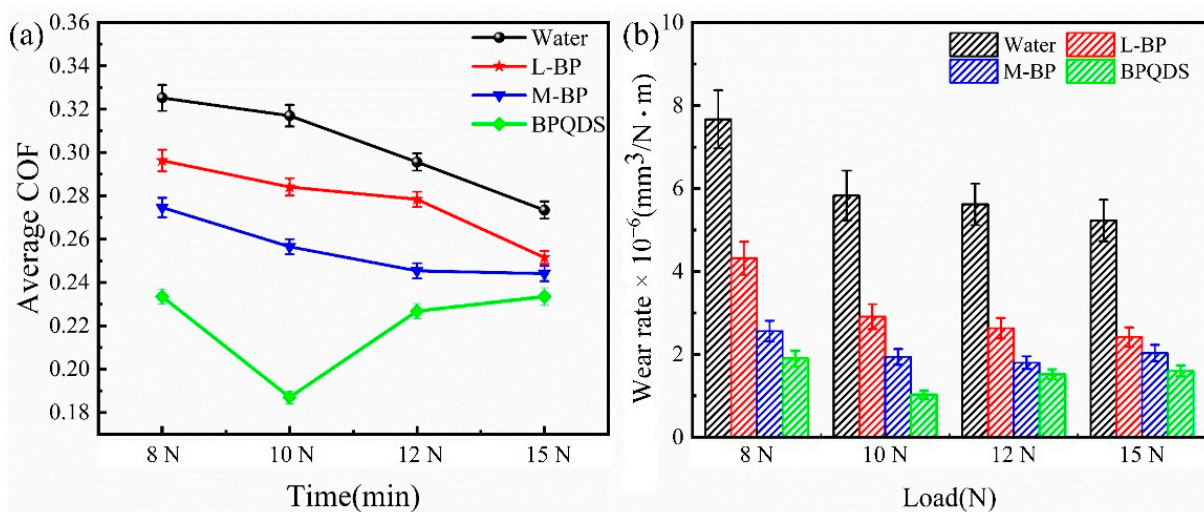 (a)
Average COF
0.36
0.34
0.32
0.30
0.28
0.26
0.24
0.22
0.20
0.18
Water
L-BP
M-BP
BPQDS
8 N 10 N 12 N 15 N
Time(min)
(b)
Wear rate × 10⁻⁶(mm³/N · m)
10
8
6
4
2
0
Water L-BP
M-BP BPQDS
8 N 10 N 12 N 15 N
Load(N)